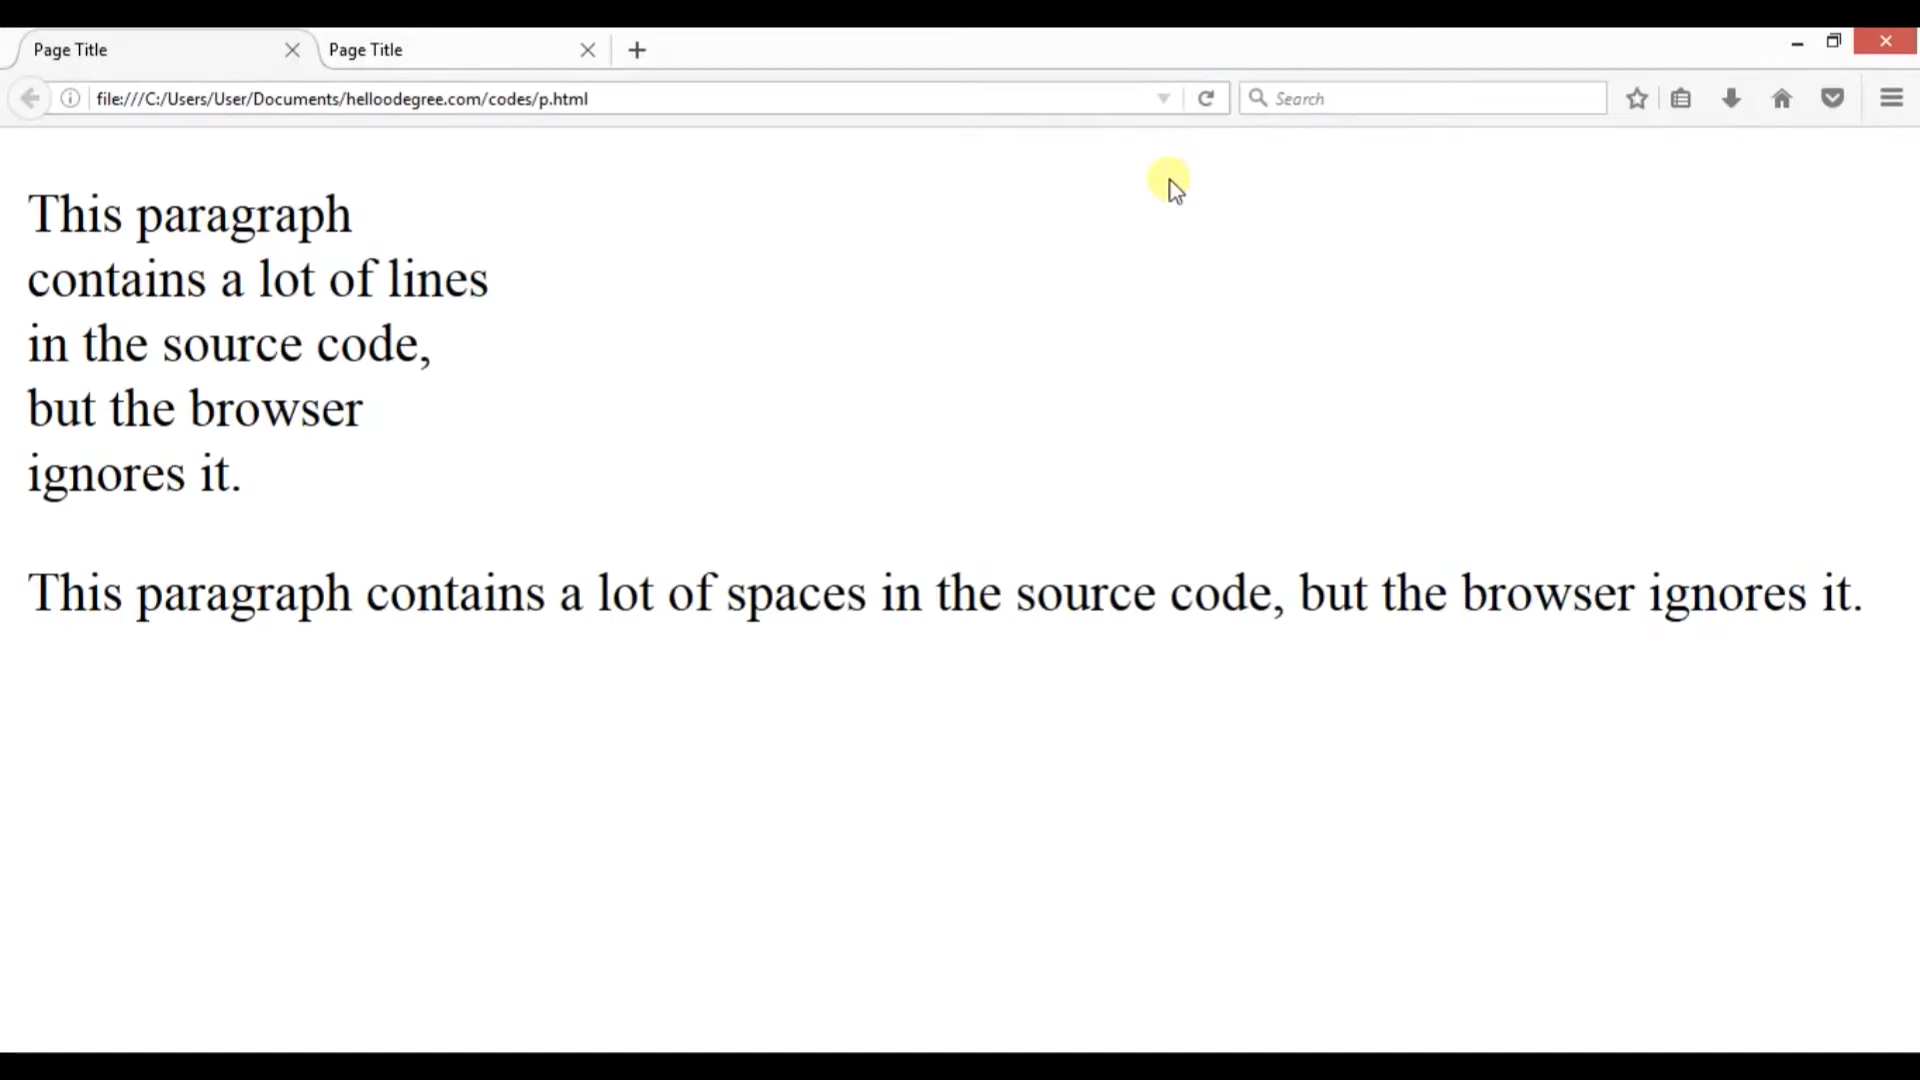 Page Title
Page Title
file:///C:/Users/User/Documents/helloodegree.com/codes/p.html
Search
This paragraph
contains a lot of lines
in the source code,
but the browser
ignores it.
This paragraph contains a lot of spaces in the source code, but the browser ignores it.